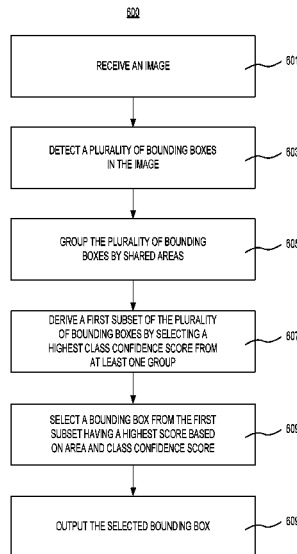 600
RECEIVE AN IMAGE
601
DETECT A PLURALITY OF BOUNDING BOXES
IN THE IMAGE
603
GROUP THE PLURALITY OF BOUNDING
BOXES BY SHARED AREAS
605
DERIVE A FIRST SUBSET OF THE PLURALITY
OF BOUNDING BOXES BY SELECTING A
HIGHEST CLASS CONFIDENCE SCORE FROM
AT LEAST ONE GROUP
607
SELECT A BOUNDING BOX FROM THE FIRST
SUBSET HAVING A HIGHEST SCORE BASED
ON AREA AND CLASS CONFIDENCE SCORE
609
OUTPUT THE SELECTED BOUNDING BOX
609